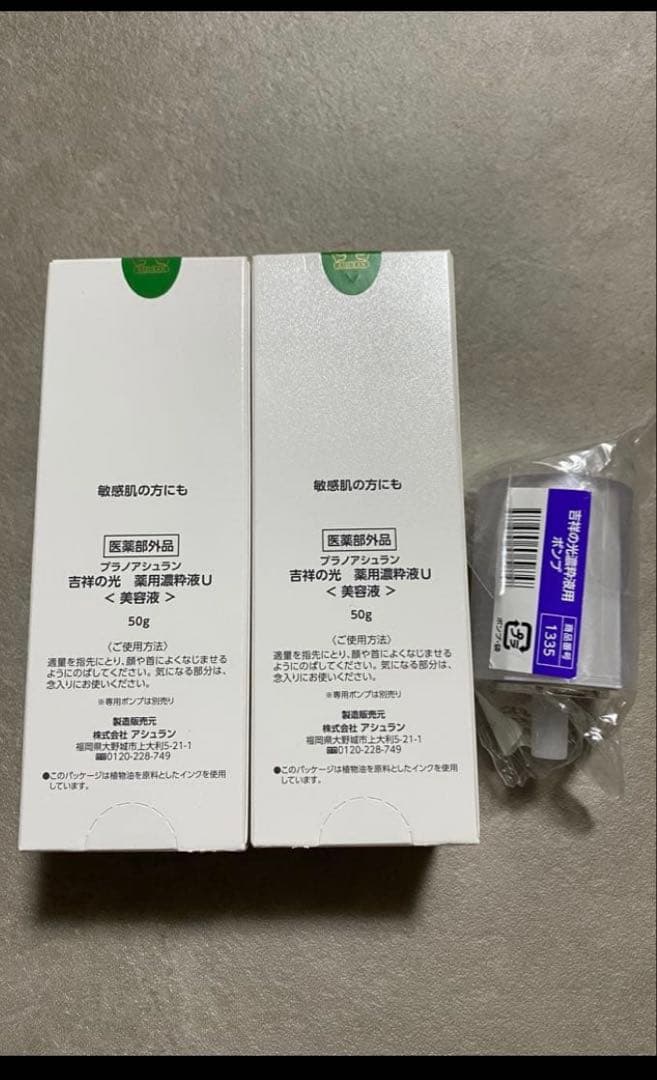 敏感肌の方にも
医薬部外品
プラノアシュラン
吉祥の光 薬用濃粋液U
＜ 美容液 ＞
50g
〈ご使用方法〉
適量を指先にとり、顔や首によくなじませる
ようにのばしてください。気になる部分は、
念入りにお使いください。
※専用ポンプは別売り
製造販売元
株式会社 アシュラン
福岡県大野城市上大利5-21-1
0120-228-749
●このパッケージは植物油を原料としたインクを使用
しています。
敏感肌の方にも
医薬部外品
プラノアシュラン
吉祥の光 薬用濃粋液U
＜ 美容液 ＞
50g
〈ご使用方法〉
適量を指先にとり、顔や首によくなじませる
ようにのばしてください。気になる部分は、
念入りにお使いください。
※専用ポンプは別売り
製造販売元
株式会社 アシュラン
福岡県大野城市上大利5-21-1
0120-228-749
●このパッケージは植物油を原料としたインクを使用
しています。
吉祥の光濃粋液用
ポンプ
商品番号
1335
プラ
ポンプ・袋